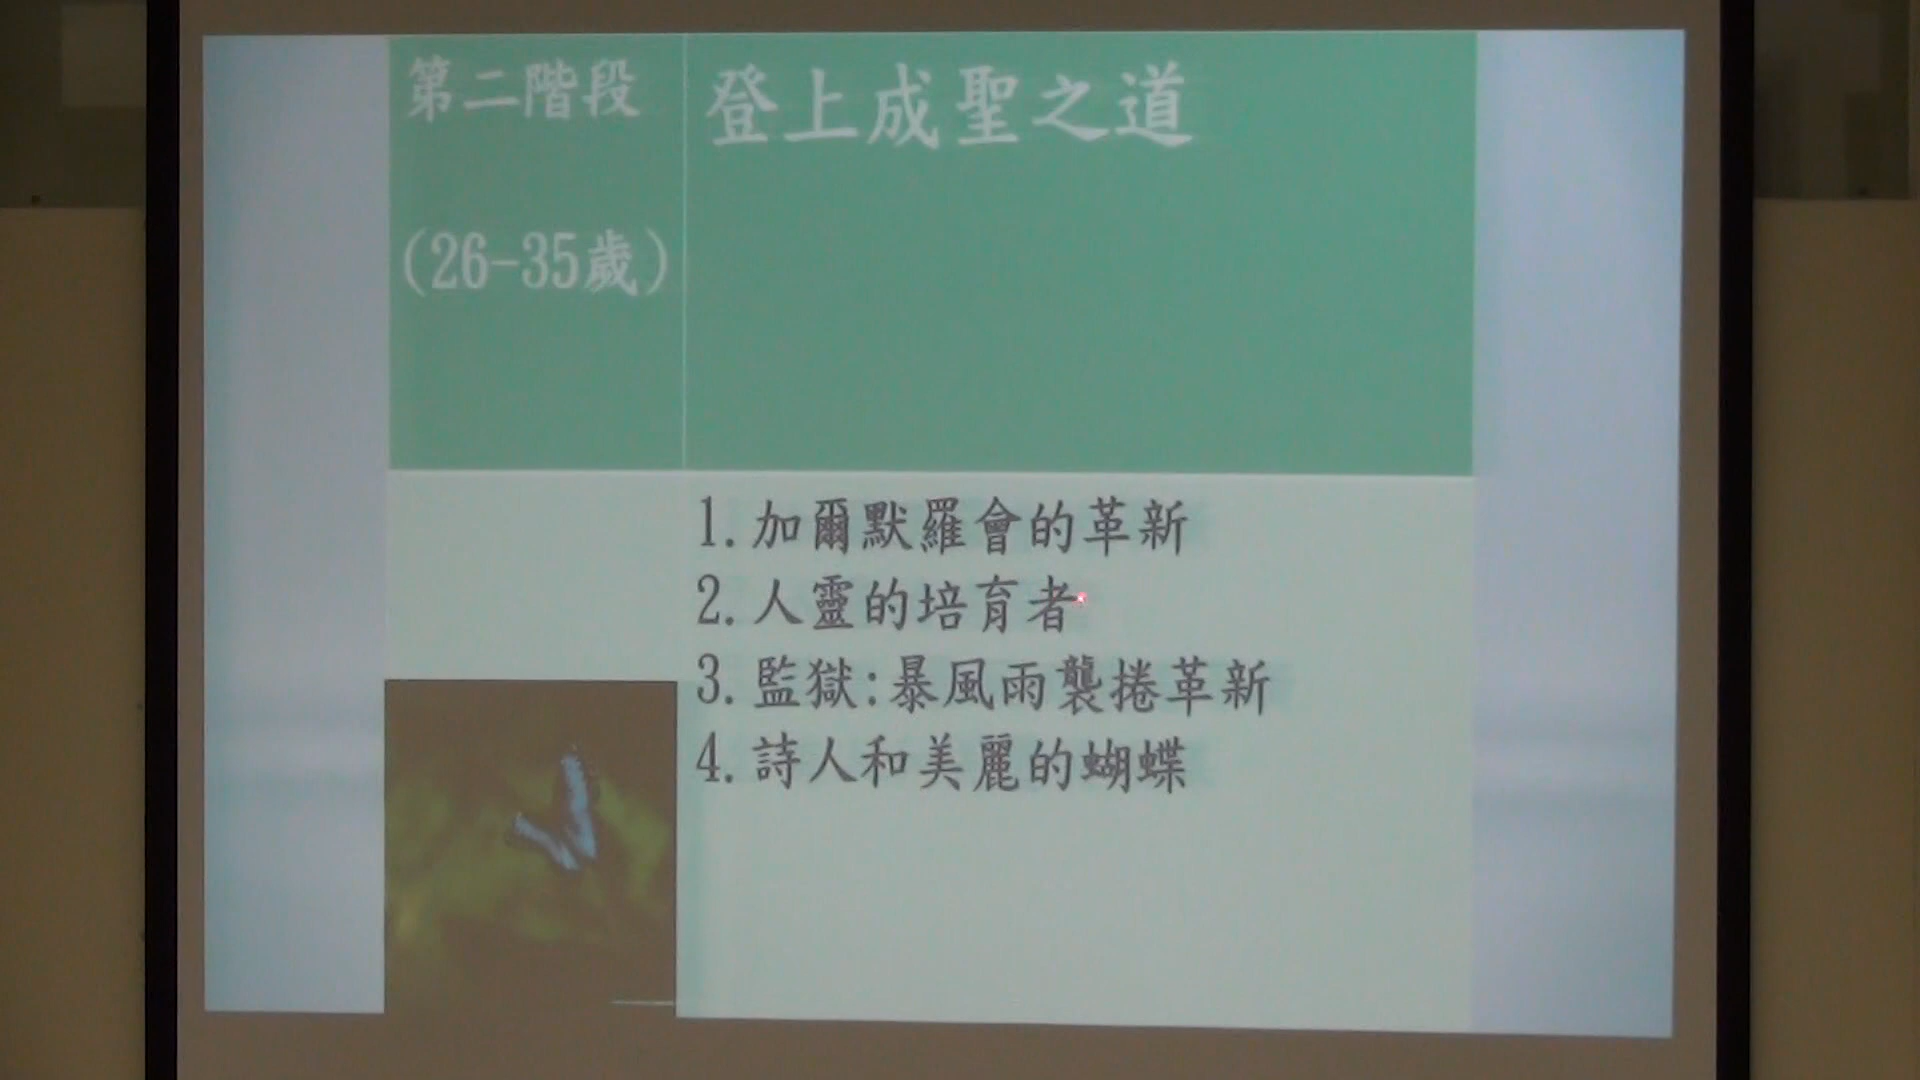 第二階段
登上成聖之道
(26-35歲)
1.加爾默羅會的革新
2.人靈的培育者
3.監獄:暴風雨襲捲革新
4.詩人和美麗的蝴蝶